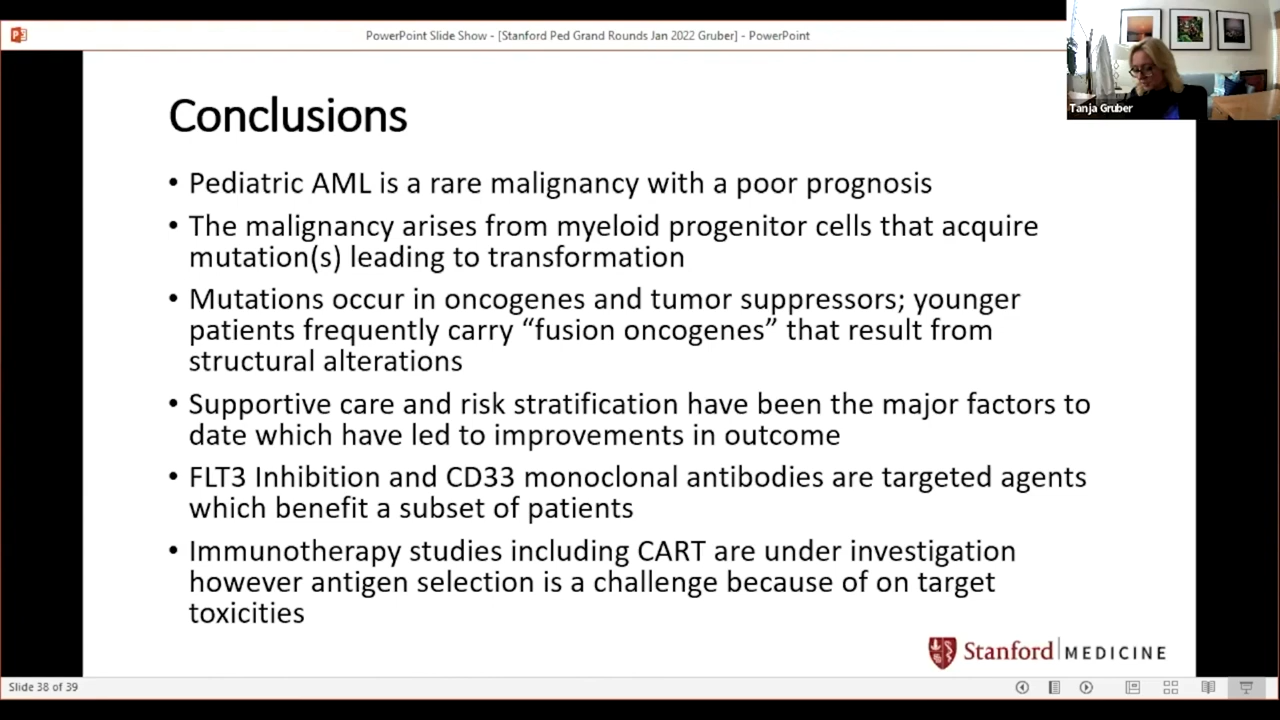 PowerPoint Slide Show - [Stanford Ped Grand Rounds Jan 2022 Gruber] - PowerPoint
Tanja Gruber
Conclusions
• Pediatric AML is a rare malignancy with a poor prognosis
• The malignancy arises from myeloid progenitor cells that acquire
mutation(s) leading to transformation
• Mutations occur in oncogenes and tumor suppressors; younger
patients frequently carry “fusion oncogenes” that result from
structural alterations
• Supportive care and risk stratification have been the major factors to
date which have led to improvements in outcome
• FLT3 Inhibition and CD33 monoclonal antibodies are targeted agents
which benefit a subset of patients
• Immunotherapy studies including CART are under investigation
however antigen selection is a challenge because of on target
toxicities
Stanford MEDICINE
Slide 38 of 39